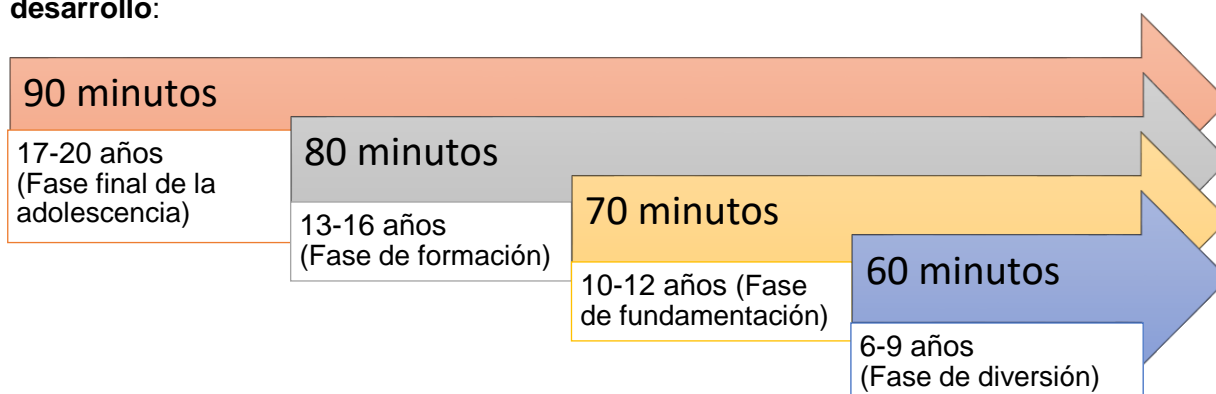 desarrollo:
90 minutos
17-20 años
(Fase final de la
adolescencia)
80 minutos
13-16 años
(Fase de formación)
70 minutos
10-12 años (Fase
de fundamentación)
60 minutos
6-9 años
(Fase de diversión)